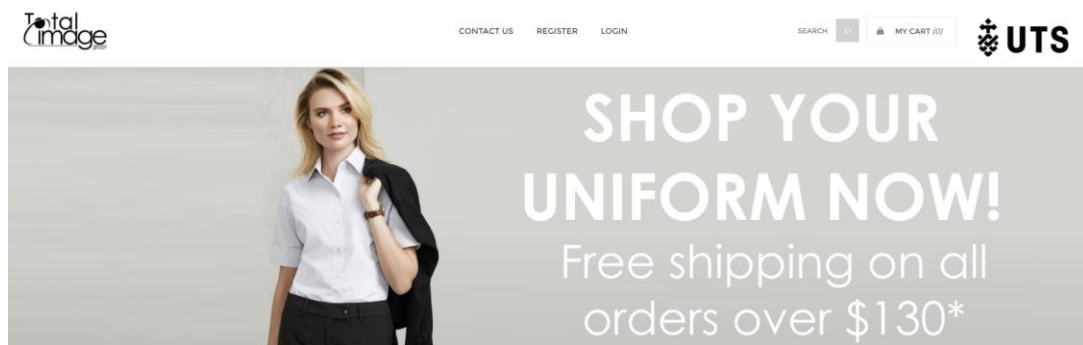 Total
image
CONTACT US REGISTER LOGIN
SEARCH
MY CART (0)
UTS
SHOP YOUR
UNIFORM NOW!
Free shipping on all
orders over $130*